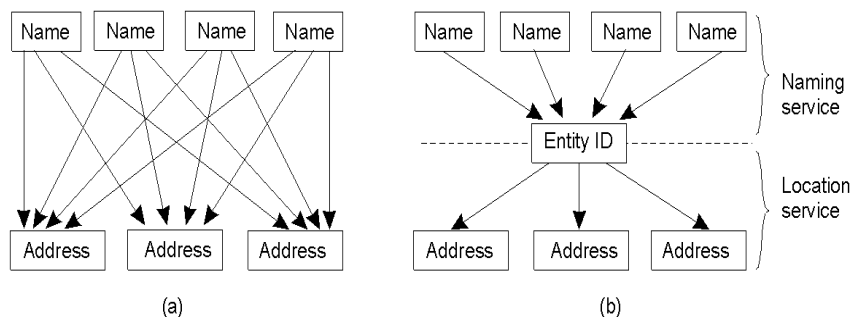 Name Name Name Name
Address Address Address
(a)
Name Name Name Name
Naming
service
Entity ID
Location
service
Address Address Address
(b)